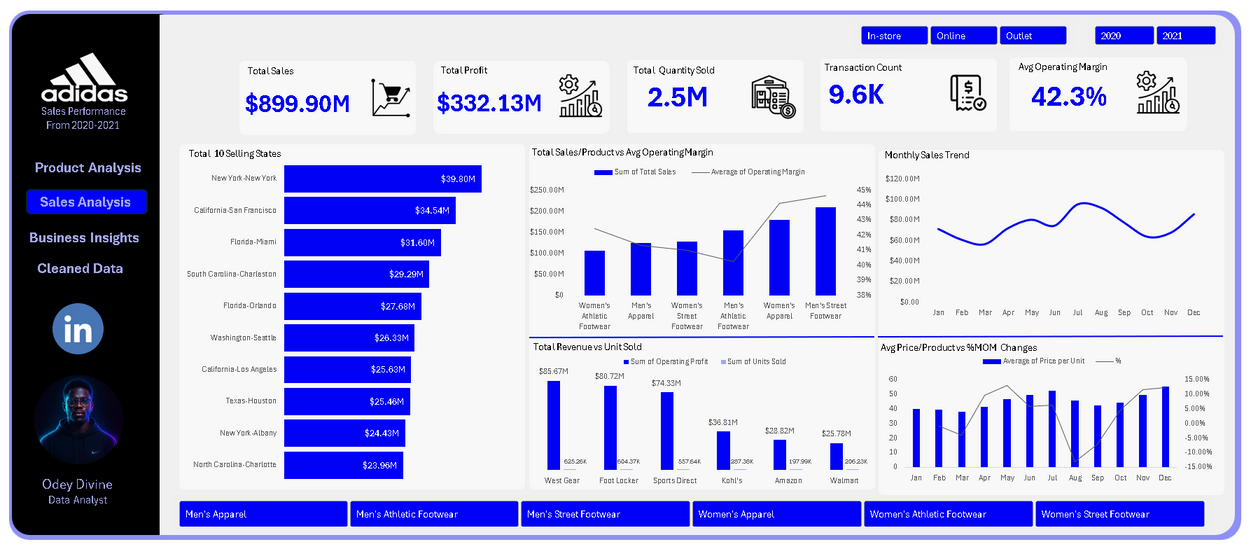 adidas
Sales Performance
From 2020-2021
Product Analysis
Sales Analysis
Business Insights
Cleaned Data
in
Odey Divine
Data Analyst
In-store
Online
Outlet
2020
2021
Total Sales
$899.90M
Total Profit
$332.13M
Total Quantity Sold
2.5M
Transaction Count
9.6K
Avg Operating Margin
42.3%
Total 10 Selling States
New York-New York
$39.80M
California-San Francisco
$34.54M
Florida-Miami
$31.60M
South Carolina-Charlaston
$29.29M
Florida-Orlando
$27.68M
Washington-Seattle
$26.33M
California-Los Angeles
$25.63M
Texas-Houston
$25.46M
New York-Albany
$24.43M
North Carolina-Charlotte
$23.96M
Total Sales/Product vs Avg Operating Margin
Sum of Total Sales
Average of Operating Margin
$250.00M
$200.00M
$150.00M
$100.00M
$50.00M
$0
45%
44%
43%
42%
41%
40%
39%
38%
Women's
Athletic
Footwear
Men's
Apparel
Women's
Street
Footwear
Men's
Athletic
Footwear
Women's
Apparel
Men's Street
Footwear
Monthly Sales Trend
$120.00M
$100.00M
$80.00M
$60.00M
$40.00M
$20.00M
$0.00
Jan Feb Mar Apr May Jun Jul Aug Sep Oct Nov Dec
Total Revenue vs Unit Sold
Sum of Operating Profit
Sum of Units Sold
$85.67M
625.26K
West Gear
$80.72M
604.37K
Foot Locker
$74.33M
557.64K
Sports Direct
$36.81M
287.38K
Kohl's
$28.82M
197.99K
Amazon
$25.78M
206.23K
Walmart
Avg Price/Product vs %MOM Changes
Average of Price per Unit
%
60
50
40
30
20
10
0
15.00%
10.00%
5.00%
0.00%
-5.00%
-10.00%
-15.00%
Jan Feb Mar Apr May Jun Jul Aug Sep Oct Nov Dec
Men's Apparel
Men's Athletic Footwear
Men's Street Footwear
Women's Apparel
Women's Athletic Footwear
Women's Street Footwear